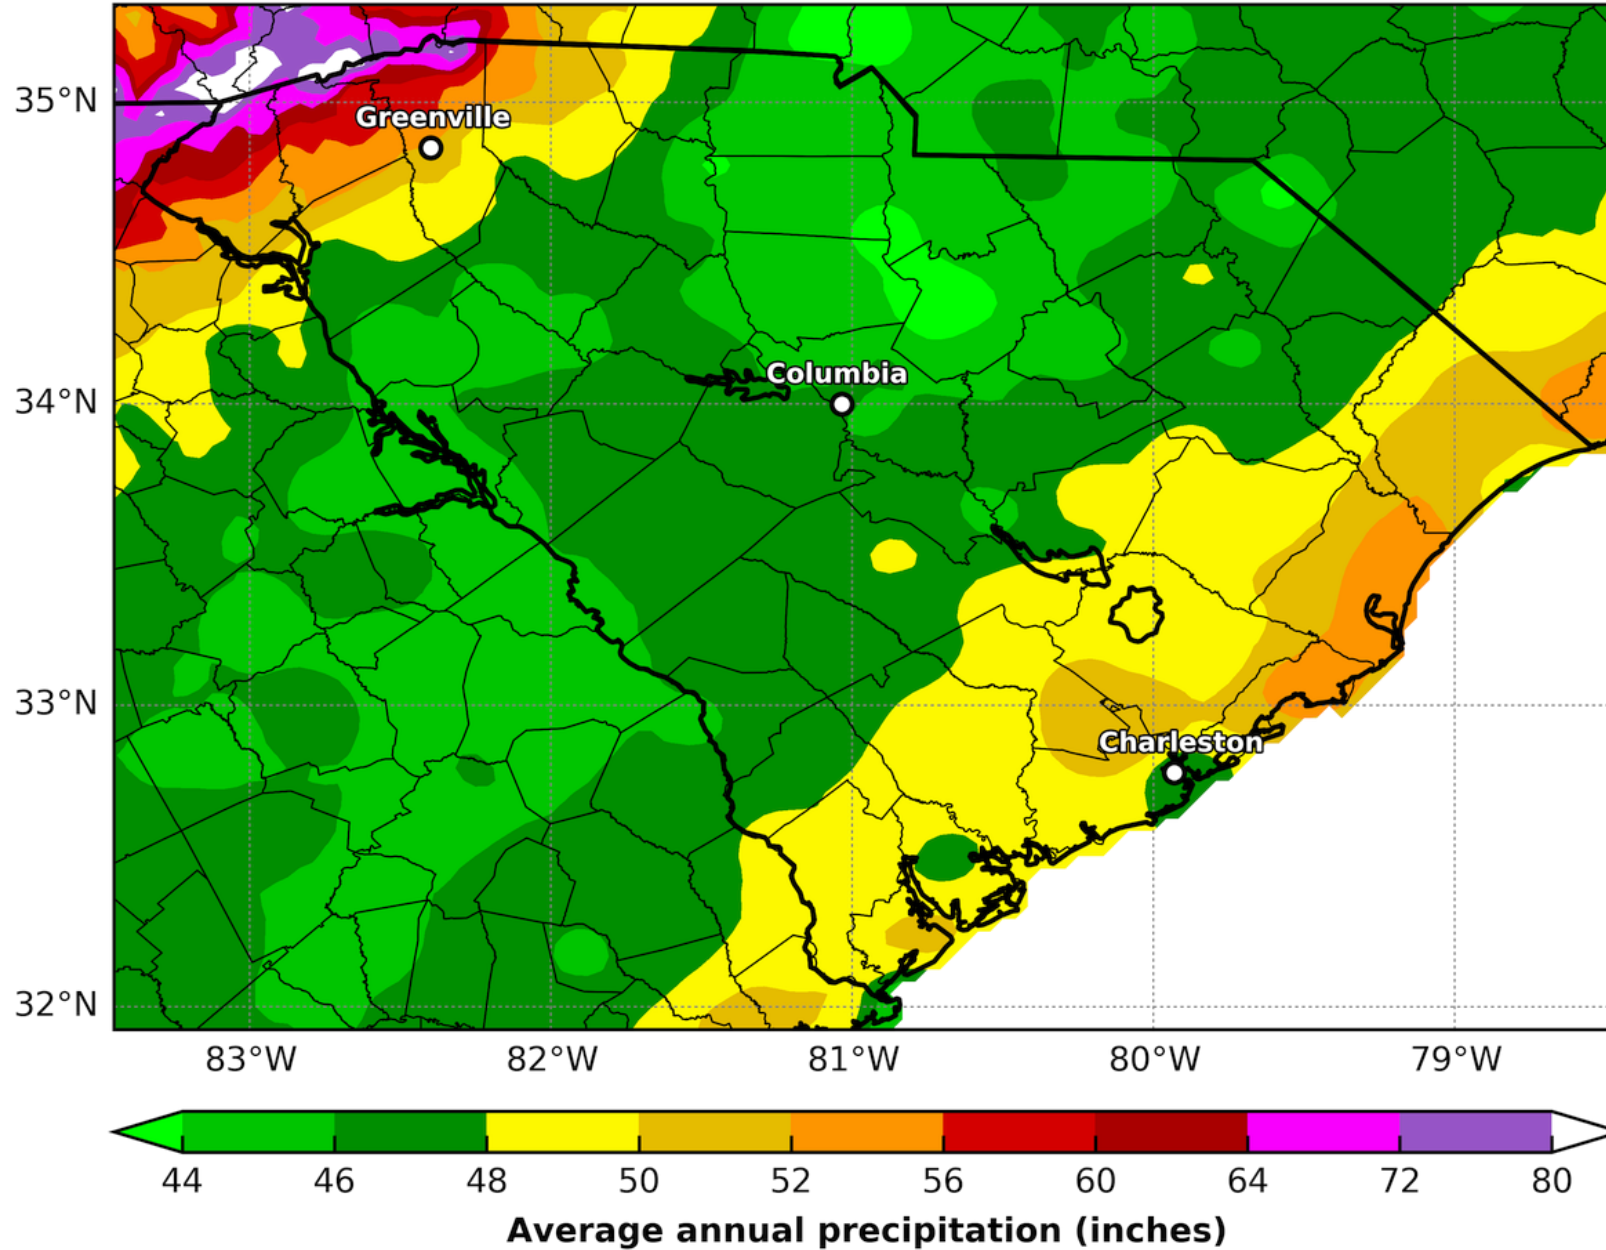 35°N
Greenville
Columbia
34°N
33°N
Charleston
32°N
83°W 82°W 81°W 80°W 79°W
44 46 48 50 52 56 60 64 72 80
Average annual precipitation (inches)